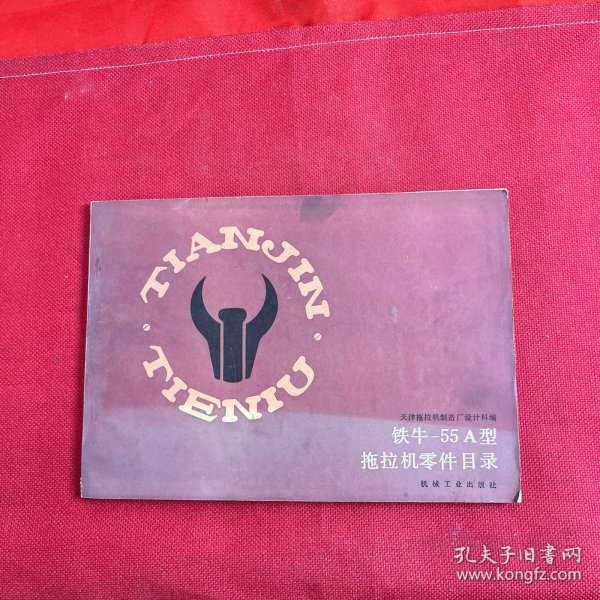 TIANJIN
TIENIU
天津拖拉机制造厂设计科编
铁牛-55A型
拖拉机零件目录
机械工业出版社
孔夫子旧书网
www.kongfz.com